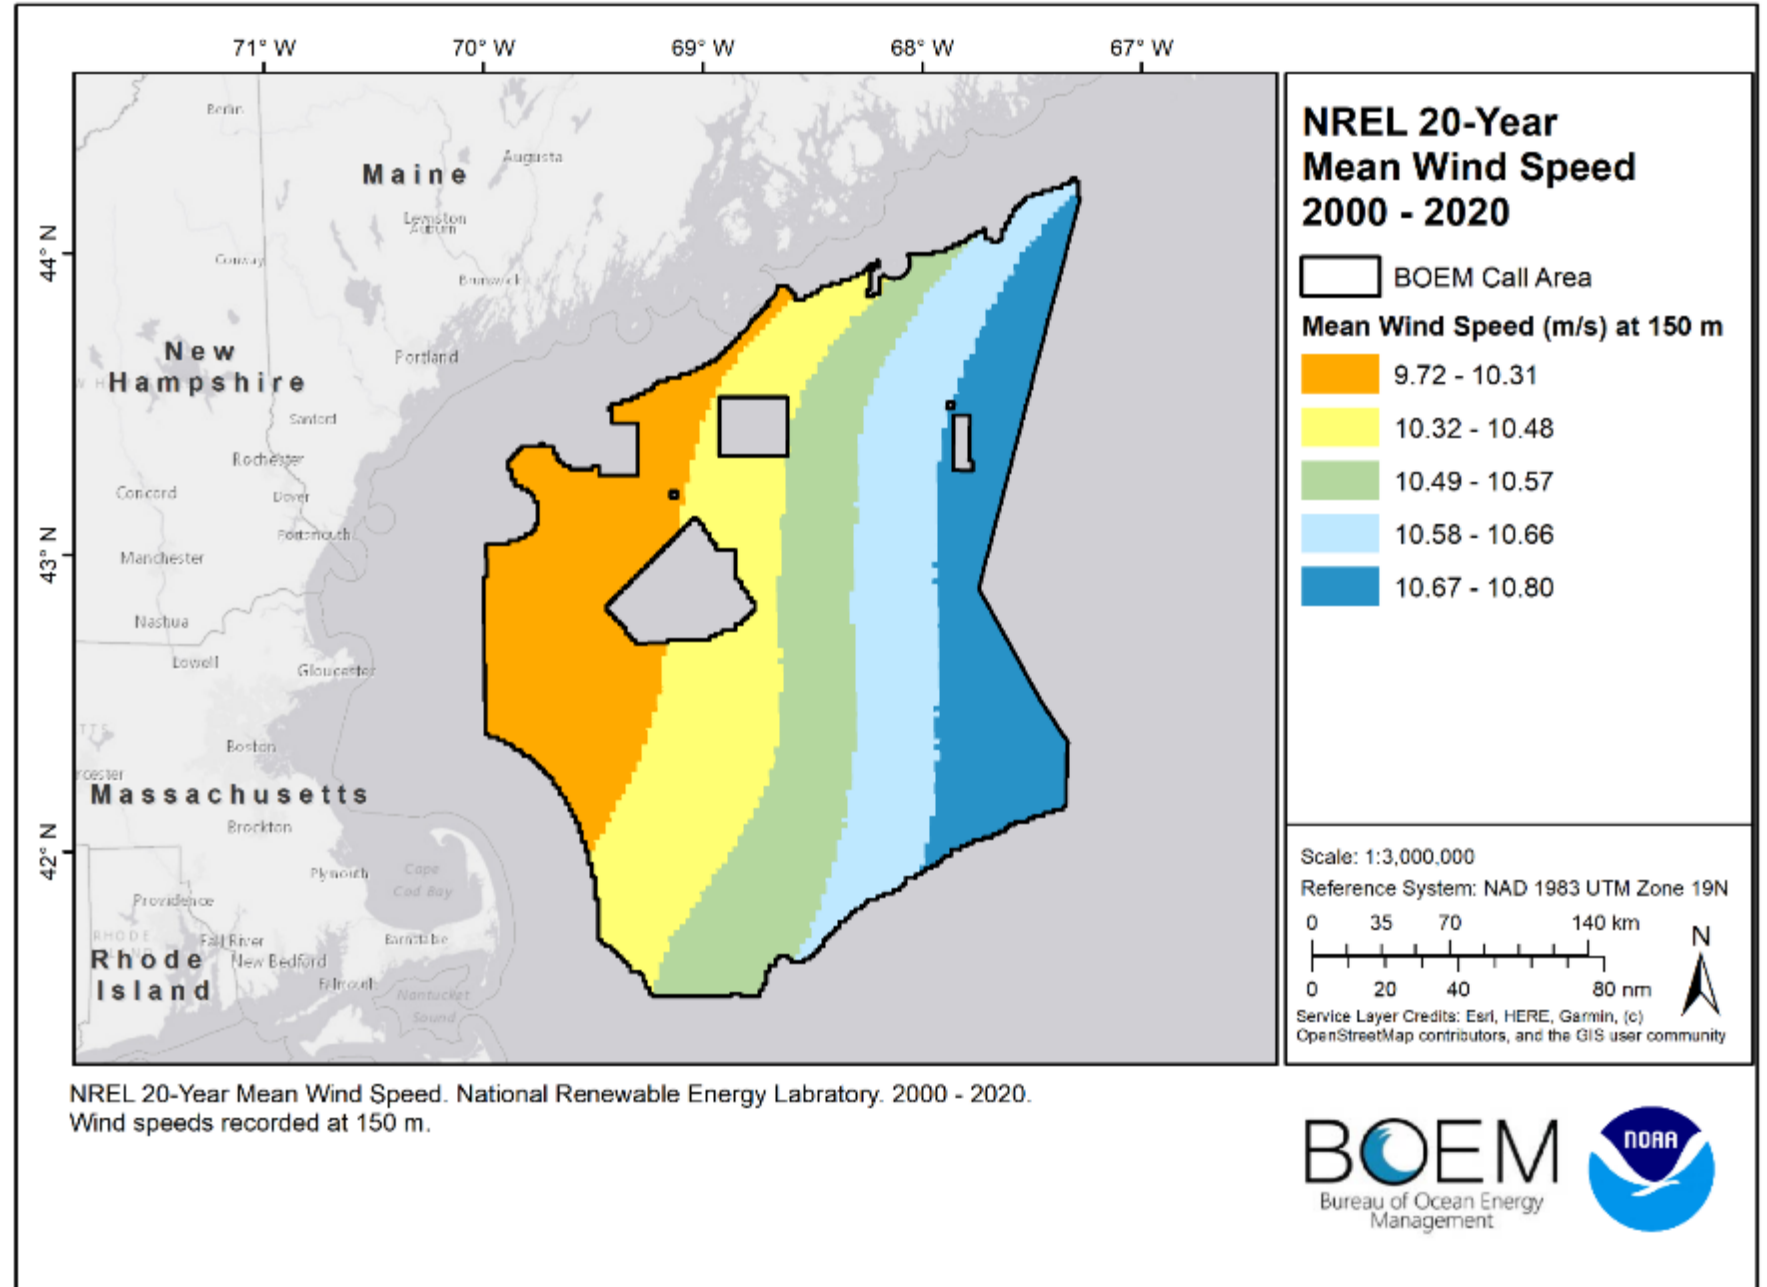 71° W
70° W
69° W
68° W
67° W
44° N
43° N
42° N
Berlin
Augusta
Maine
Lewiston
Auburn
Conway
Brunswick
New
Hampshire
Portland
Sanford
Rochester
Concord
Dover
Portsmouth
Manchester
Nashua
Lowell
Gloucester
TTS
Boston
rcester
Massachusetts
Brockton
Plymouth
Cape
Cod Bay
Providence
RHODE
Fall River
Barnstable
Rhode
Island
New Bedford
Falmouth
Nantucket
Sound
NREL 20-Year
Mean Wind Speed
2000 - 2020
BOEM Call Area
Mean Wind Speed (m/s) at 150 m
9.72 - 10.31
10.32 - 10.48
10.49 - 10.57
10.58 - 10.66
10.67 - 10.80
Scale: 1:3,000,000
Reference System: NAD 1983 UTM Zone 19N
0 35 70 140 km
N
0 20 40 80 nm
Service Layer Credits: Esri, HERE, Garmin, (c)
OpenStreetMap contributors, and the GIS user community
NREL 20-Year Mean Wind Speed. National Renewable Energy Labratory. 2000 - 2020.
Wind speeds recorded at 150 m.
BOEM
Bureau of Ocean Energy
Management
NOAA